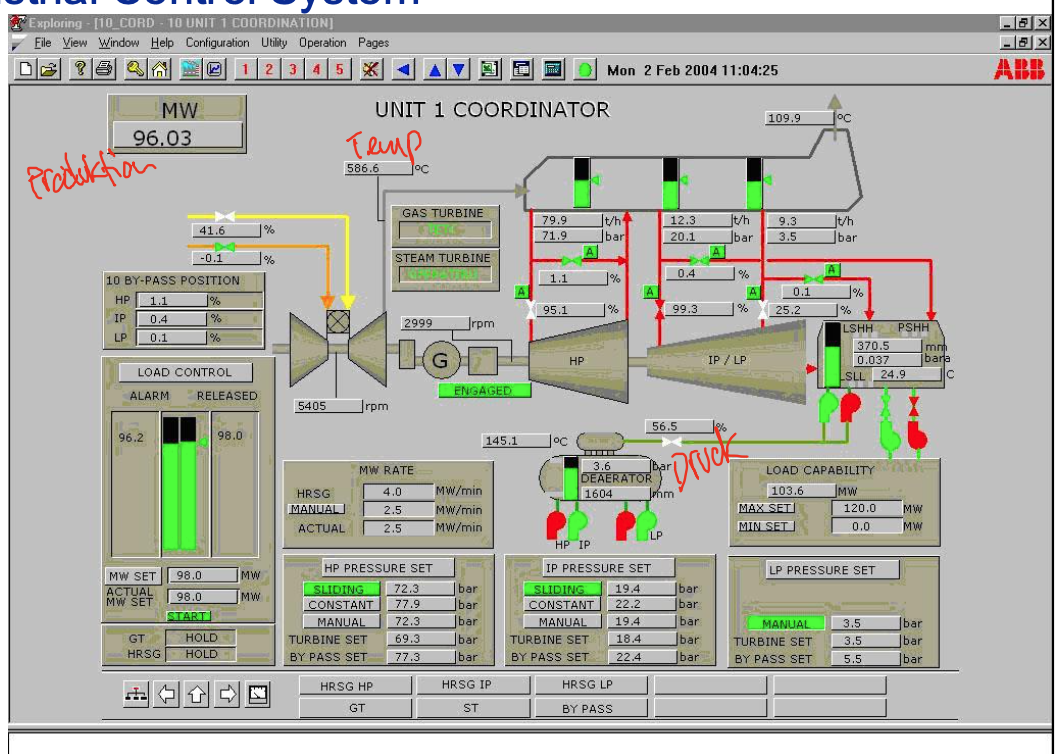 ustrial Control System
Exploring - [10_CORD - 10 UNIT 1 COORDINATION]
File View Window Help Configuration Utility Operation Pages
1 2 3 4 5 Mon 2 Feb 2004 11:04:25 ABB
MW
96.03
UNIT 1 COORDINATOR
109.9 ºC
Produktion
Temp
586.6 ºC
GAS TURBINE
STEAM TURBINE
79.9 t/h
71.9 bar
12.3 t/h
20.1 bar
9.3 t/h
3.5 bar
41.6 %
-0.1 %
A A A
1.1 %
0.4 %
0.1 %
A A A
95.1 %
99.3 %
25.2 %
10 BY-PASS POSITION
HP 1.1 %
IP 0.4 %
LP 0.1 %
2999 rpm
G
HP
IP / LP
ENGAGED
5405 rpm
LSHH PSHH
370.5 mm
0.037 bara
LSLL 24.9 C
LOAD CONTROL
ALARM RELEASED
96.2 98.0
MW SET 98.0 MW
ACTUAL MW SET 98.0 MW
START
GT HOLD
HRSG HOLD
145.1 ºC
56.5 %
Druck
3.6 bar
DEAERATOR
1604 mm
HP IP LP
MW RATE
HRSG 4.0 MW/min
MANUAL 2.5 MW/min
ACTUAL 2.5 MW/min
LOAD CAPABILITY
103.6 MW
MAX SET 120.0 MW
MIN SET 0.0 MW
HP PRESSURE SET
SLIDING 72.3 bar
CONSTANT 77.9 bar
MANUAL 72.3 bar
TURBINE SET 69.3 bar
BY PASS SET 77.3 bar
IP PRESSURE SET
SLIDING 19.4 bar
CONSTANT 22.2 bar
MANUAL 19.4 bar
TURBINE SET 18.4 bar
BY PASS SET 22.4 bar
LP PRESSURE SET
MANUAL 3.5 bar
TURBINE SET 3.5 bar
BY PASS SET 5.5 bar
HRSG HP HRSG IP HRSG LP
GT ST BY PASS